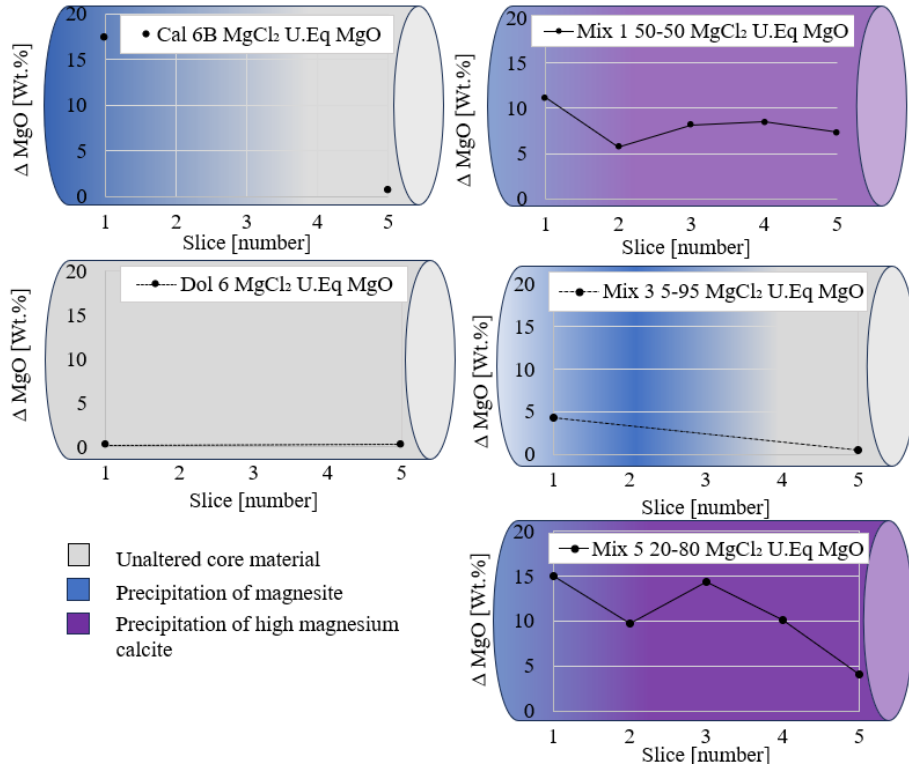 Cal 6B MgCl₂ U.Eq MgO
Δ MgO [Wt.%]
20
15
10
5
0
1 2 3 4 5
Slice [number]
Mix 1 50-50 MgCl₂ U.Eq MgO
Δ MgO [Wt.%]
20
15
10
5
0
1 2 3 4 5
Slice [number]
Dol 6 MgCl₂ U.Eq MgO
Δ MgO [Wt.%]
20
15
10
5
0
1 2 3 4 5
Slice [number]
Mix 3 5-95 MgCl₂ U.Eq MgO
Δ MgO [Wt.%]
20
15
10
5
0
1 2 3 4 5
Slice [number]
Unaltered core material
Precipitation of magnesite
Precipitation of high magnesium
calcite
Mix 5 20-80 MgCl₂ U.Eq MgO
Δ MgO [Wt.%]
20
15
10
5
0
1 2 3 4 5
Slice [number]